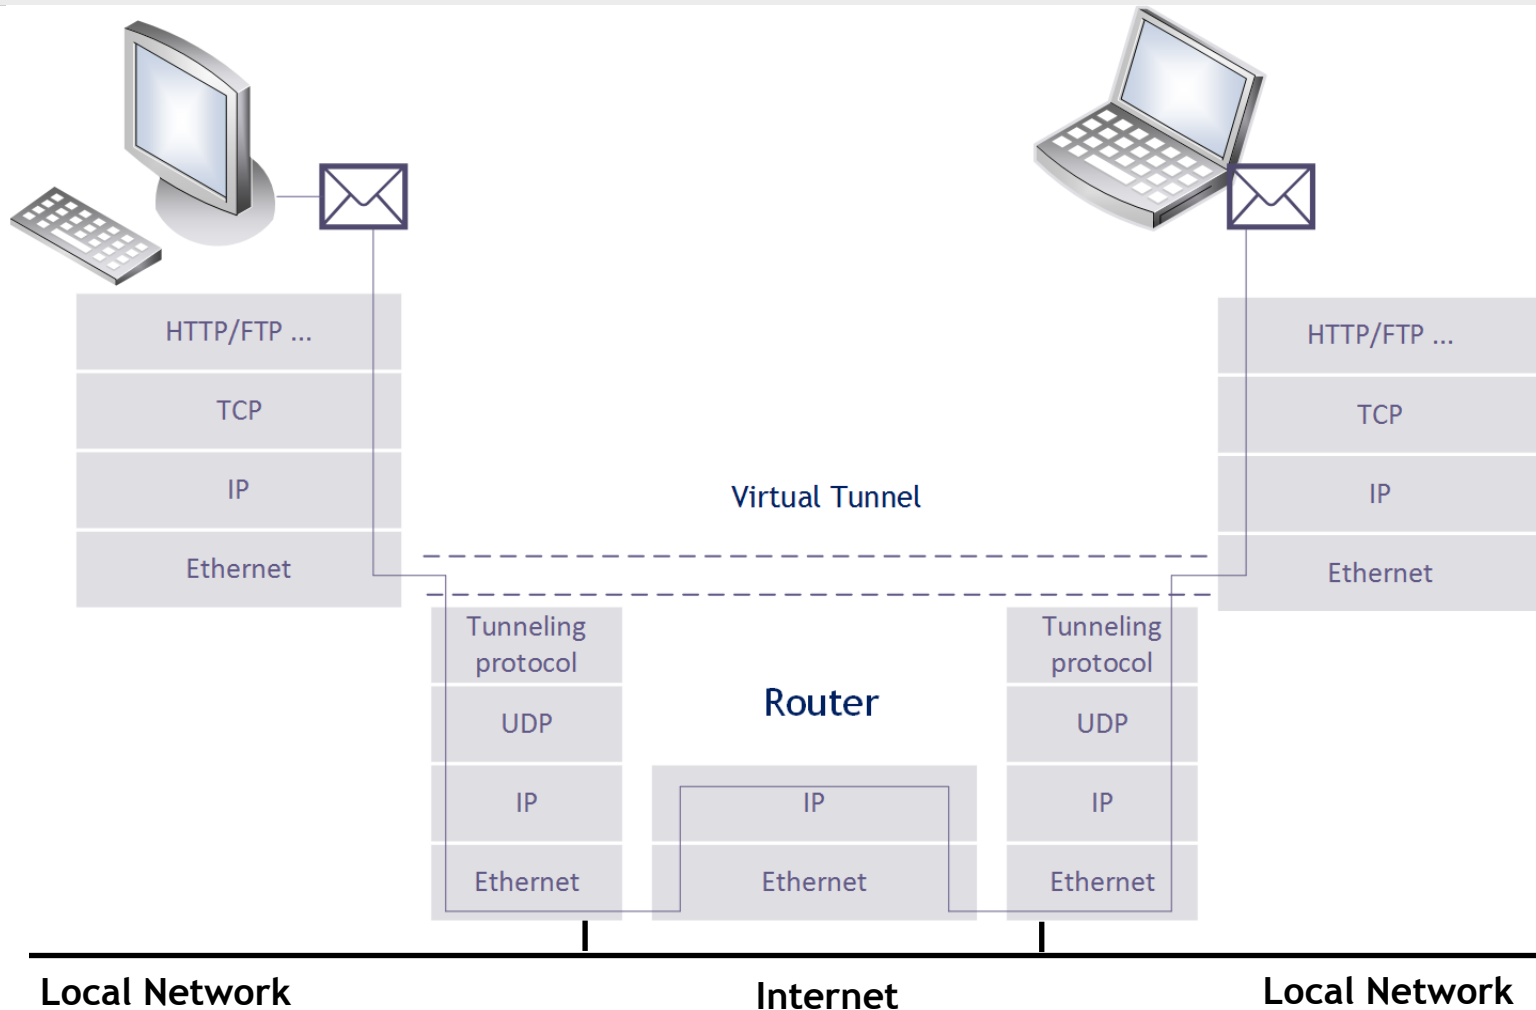 HTTP/FTP ...
TCP
IP
Ethernet
HTTP/FTP ...
TCP
IP
Ethernet
Virtual Tunnel
Tunneling
protocol
UDP
IP
Ethernet
Router
IP
Ethernet
Tunneling
protocol
UDP
IP
Ethernet
Local Network
Internet
Local Network